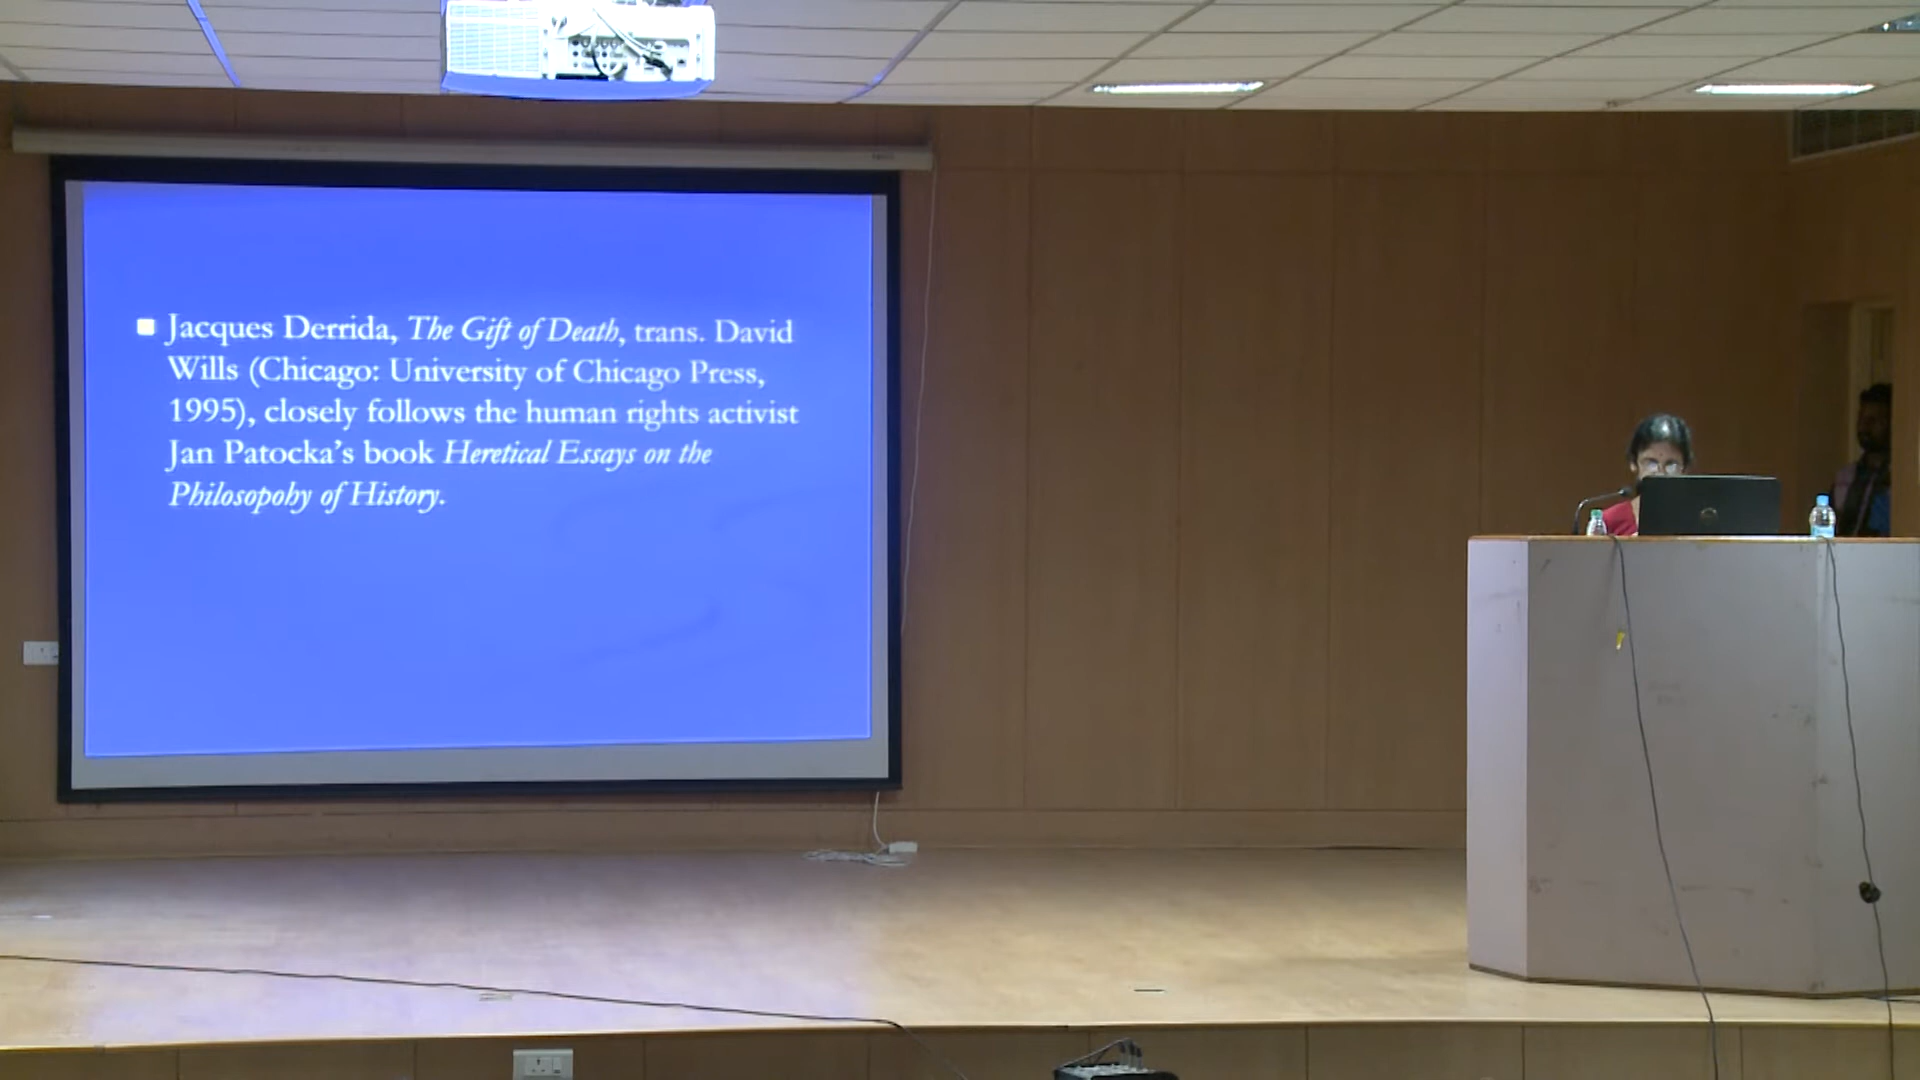 Jacques Derrida, The Gift of Death, trans. David
Wills (Chicago: University of Chicago Press,
1995), closely follows the human rights activist
Jan Patocka's book Heretical Essays on the
Philosopohy of History.